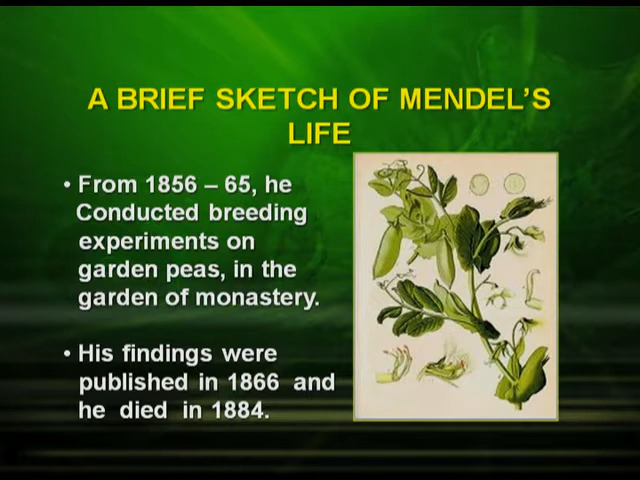 A BRIEF SKETCH OF MENDEL'S
LIFE
• From 1856 – 65, he
Conducted breeding
experiments on
garden peas, in the
garden of monastery.
• His findings were
published in 1866 and
he died in 1884.